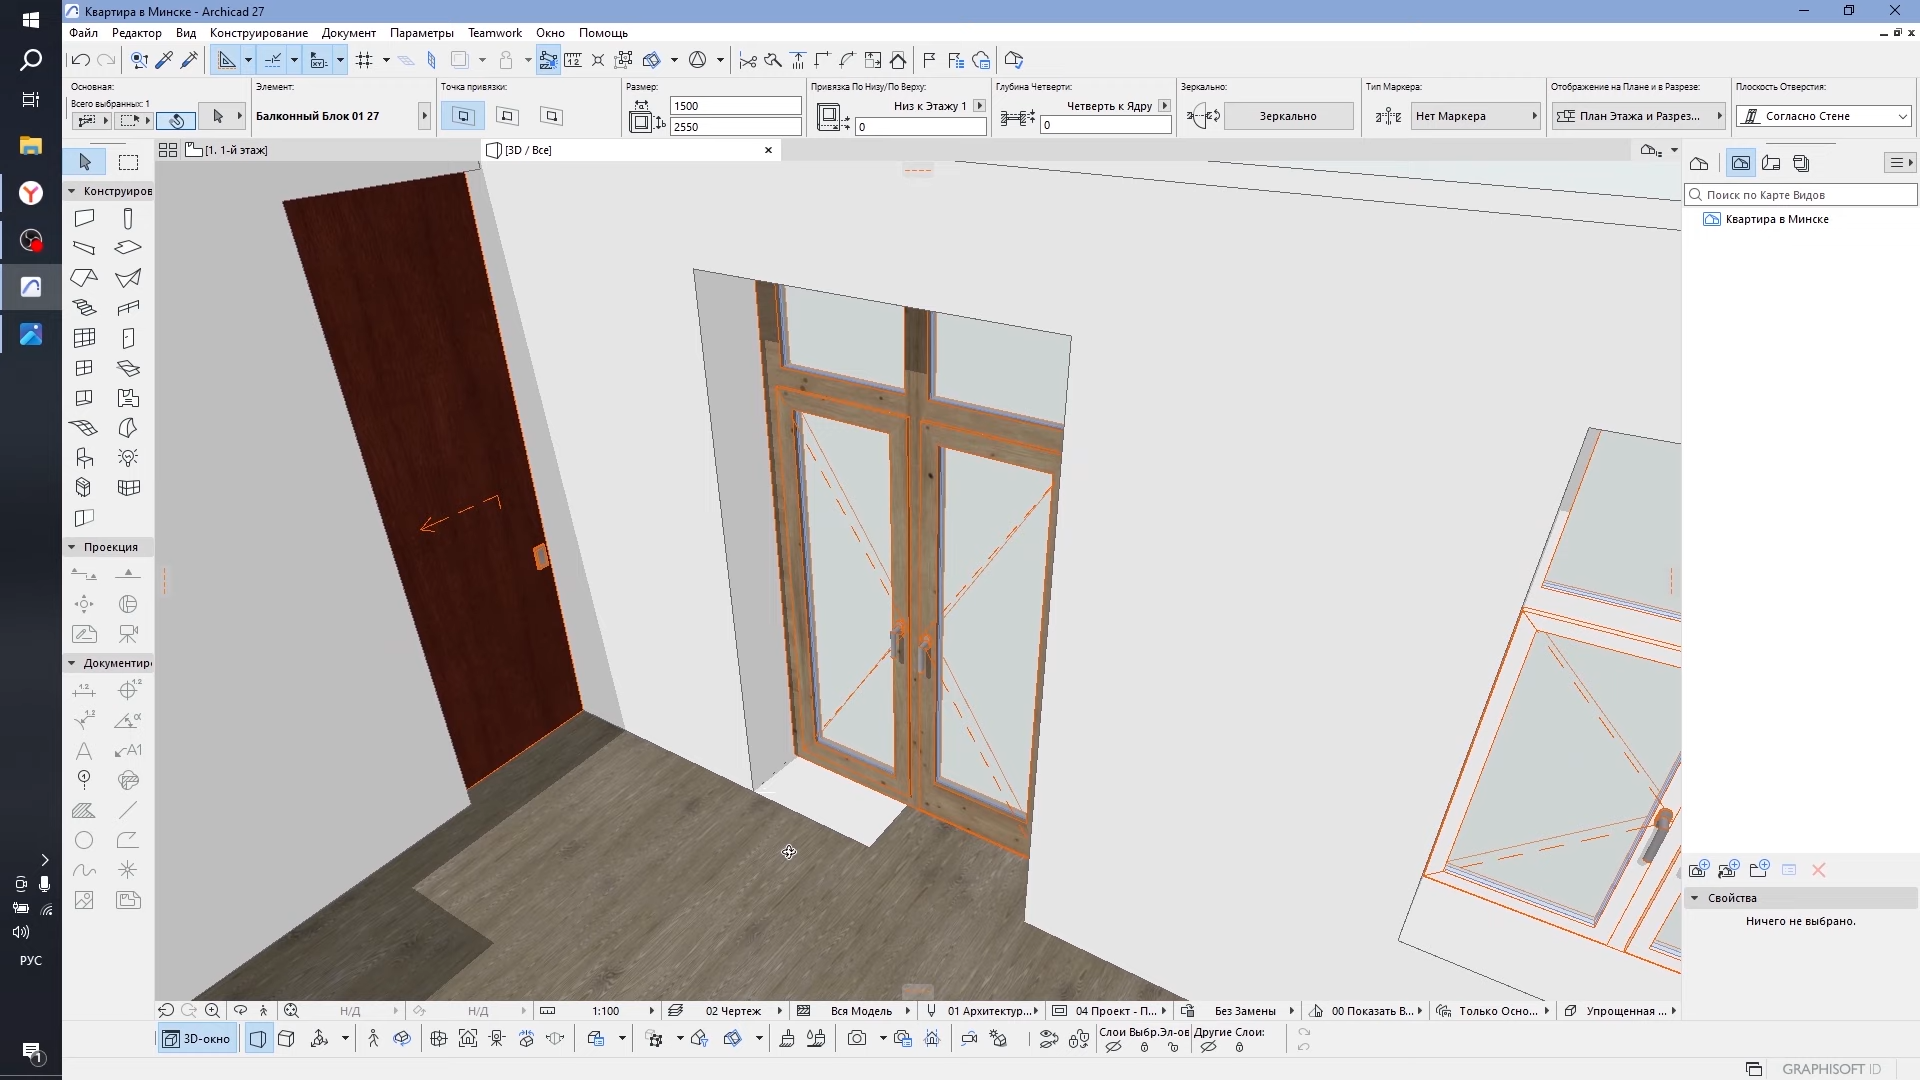 Квартира в Минске - Archicad 27
Файл Редактор Вид Конструирование Документ Параметры Teamwork Окно Помощь
Основная:
Всего выбранных: 1
Элемент:
Балконный Блок 01 27
Точка привязки:
Размер:
1500
2550
Привязка По Низу/По Верху:
Низ к Этажу 1
0
Глубина Четверти:
Четверть к Ядру
0
Зеркально:
Зеркально
Тип Маркера:
Нет Маркера
Отображение на Плане и в Разрезе:
План Этажа и Разрез...
Плоскость Отверстия:
Согласно Стене
[1. 1-й этаж]
[3D / Все]
Конструиров
Проекция
Документирс
Поиск по Карте Видов
Квартира в Минске
Свойства
Ничего не выбрано.
РУС
Н/Д
Н/Д
1:100
02 Чертеж
Вся Модель
01 Архитектур...
04 Проект - П...
Без Замены
00 Показать В...
Только Осно...
Упрощенная ...
3D-окно
Слои Выбр.Эл-ов
Другие Слои:
GRAPHISOFT ID